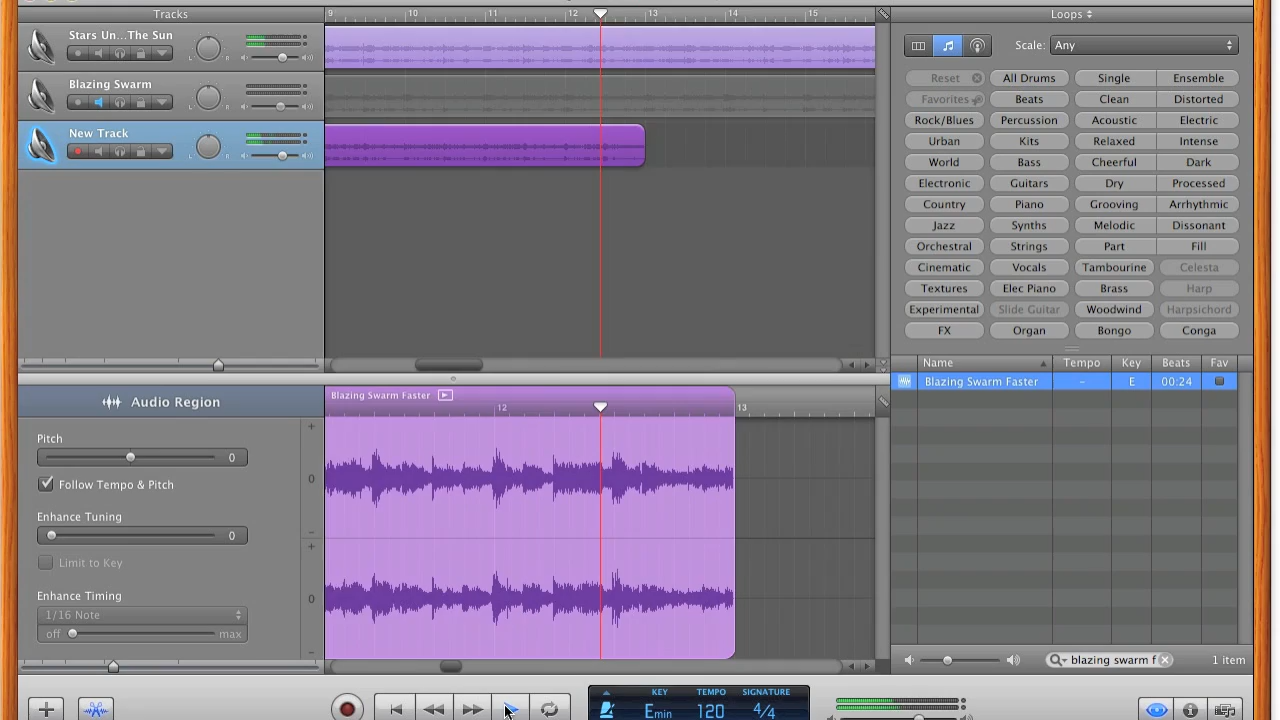 Tracks
9 10 11 12 13 14 15
Loops
Stars Un...The Sun
L R
Blazing Swarm
L R
New Track
L R
Scale: Any
Reset All Drums Single Ensemble
Favorites Beats Clean Distorted
Rock/Blues Percussion Acoustic Electric
Urban Kits Relaxed Intense
World Bass Cheerful Dark
Electronic Guitars Dry Processed
Country Piano Grooving Arrhythmic
Jazz Synths Melodic Dissonant
Orchestral Strings Part Fill
Cinematic Vocals Tambourine Celesta
Textures Elec Piano Brass Harp
Experimental Slide Guitar Woodwind Harpsichord
FX Organ Bongo Conga
Name Tempo Key Beats Fav
Blazing Swarm Faster - E 00:24
Audio Region
Blazing Swarm Faster
12 13
Pitch
0
Follow Tempo & Pitch
Enhance Tuning
0
Limit to Key
Enhance Timing
1/16 Note
off max
+
0
-
+
0
-
blazing swarm f
1 item
KEY TEMPO SIGNATURE
Emin 120 4/4